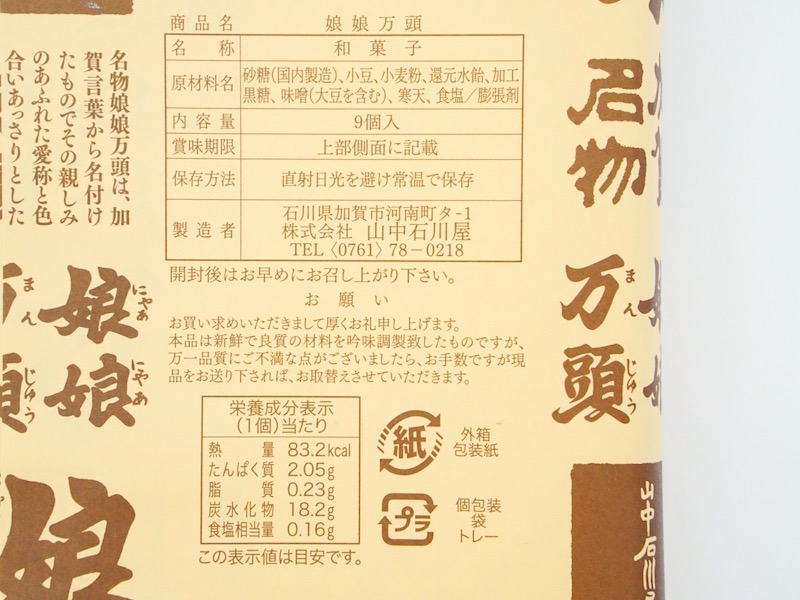 商品名 娘娘万頭
名称 和菓子
原材料名 砂糖(国内製造)、小豆、小麦粉、還元水飴、加工
黒糖、味噌(大豆を含む)、寒天、食塩／膨張剤
内容量 9個入
賞味期限 上部側面に記載
保存方法 直射日光を避け常温で保存
製造者 石川県加賀市河南町タ-1
株式会社 山中石川屋
TEL〈0761〉78－0218
開封後はお早めにお召し上がり下さい。
お願い
お買い求めいただきまして厚くお礼申し上げます。
本品は新鮮で良質の材料を吟味調製致したものですが、
万一品質にご不満な点がございましたら、お手数ですが現
品をお送り下されば、お取替えさせていただきます。
栄養成分表示
(1個)当たり
熱量 83.2kcal
たんぱく質 2.05g
脂質 0.23g
炭水化物 18.2g
食塩相当量 0.16g
この表示値は目安です。
紙
外箱
包装紙
プラ
個包装
袋
トレー
名物
万頭
まんじゅう
山中石川
名物娘娘万頭は、加
賀言葉から名付け
たものでその親しみ
のあふれた愛称と色
合いあっさりとした
娘娘
にゃあにゃあ
万頭
まんじゅう
娘